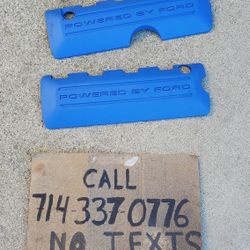 POWERED BY FORD
POWERED BY FORD
CALL
714-337-0776
NO TEXTS